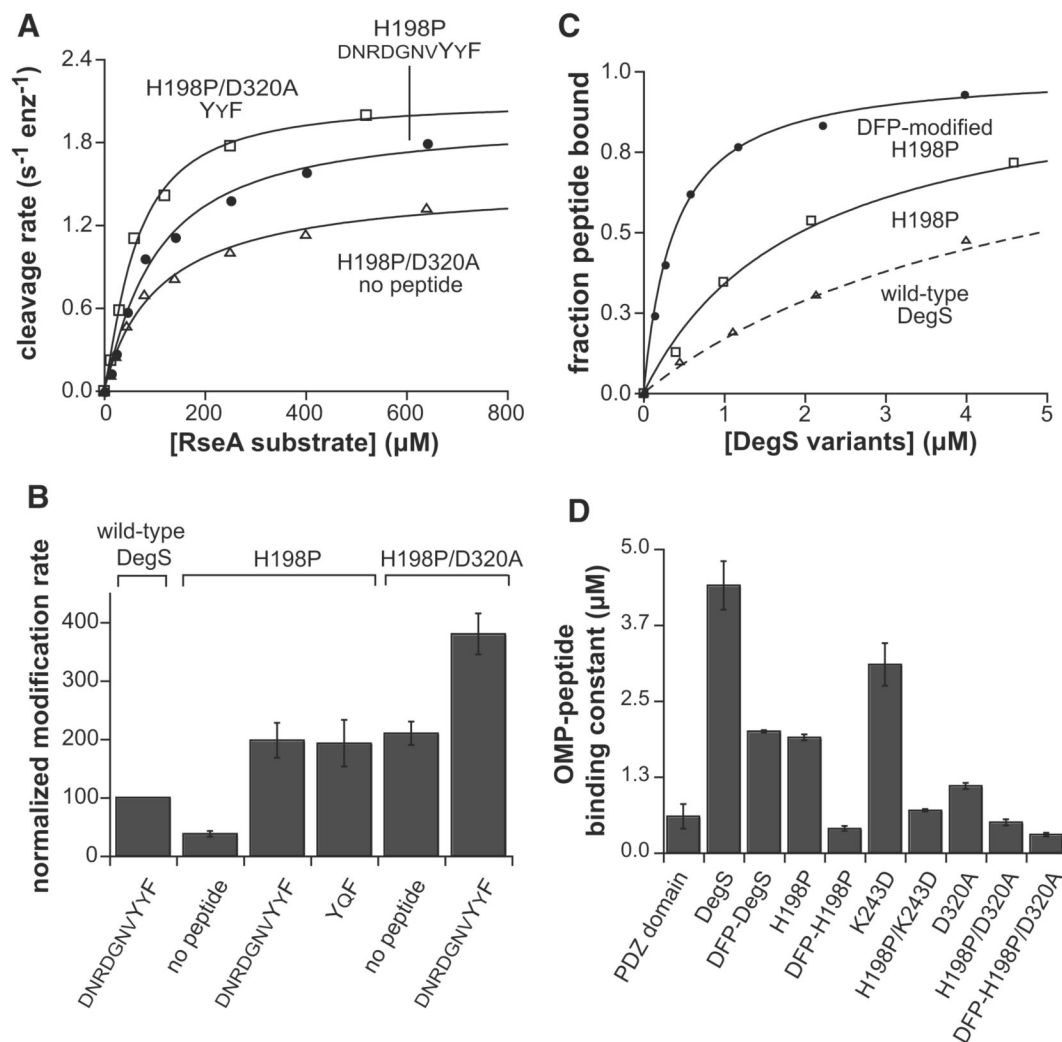 A
H198P
DNRDGNVYYF
H198P/D320A
YYF
H198P/D320A
no peptide
cleavage rate (s-1 enz-1)
2.4
1.8
1.2
0.6
0.0
0
200
400
600
800
[RseA substrate] (µM)
C
DFP-modified
H198P
H198P
wild-type
DegS
fraction peptide bound
1.0
0.8
0.5
0.3
0.0
0
1
2
3
4
5
[DegS variants] (µM)
B
wild-type
DegS
H198P
H198P/D320A
normalized modification rate
400
300
200
100
0
DNRDGNVYYF
no peptide
DNRDGNVYYF
YQF
no peptide
DNRDGNVYYF
D
OMP-peptide
binding constant (µM)
5.0
3.7
2.5
1.3
0.0
PDZ domain
DegS
DFP-DegS
H198P
DFP-H198P
K243D
H198P/K243D
D320A
H198P/D320A
DFP-H198P/D320A